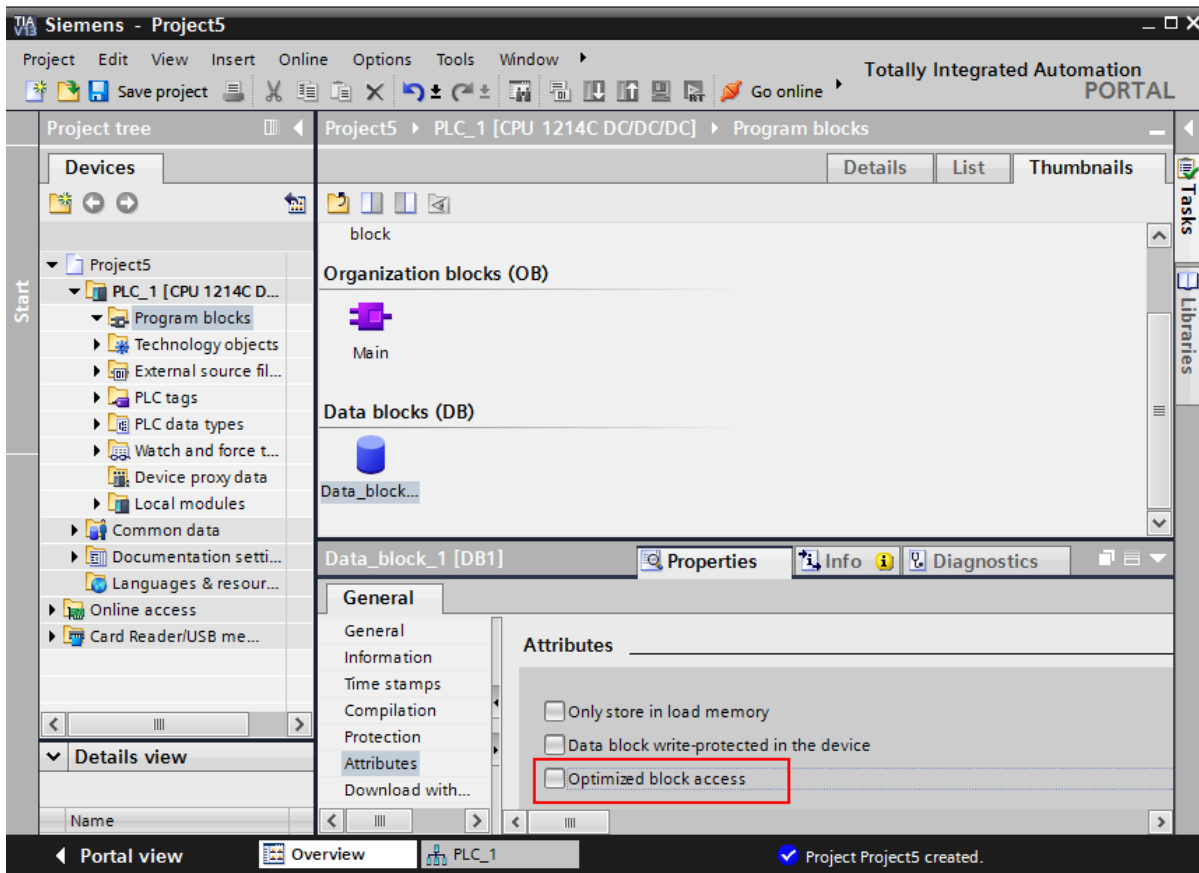 TIA V13 Siemens - Project5
Project Edit View Insert Online Options Tools Window
Totally Integrated Automation
PORTAL
Save project
RT
Go online
Project tree
Project5 PLC_1 [CPU 1214C DC/DC/DC] Program blocks
Devices
Details List Thumbnails
Start
Tasks
Libraries
block
Project5
PLC_1 [CPU 1214C D...
Program blocks
Technology objects
External source fil...
PLC tags
PLC data types
Watch and force t...
Device proxy data
Local modules
Common data
Documentation setti...
Languages & resour...
Online access
Card Reader/USB me...
Organization blocks (OB)
Main
Data blocks (DB)
Data_block...
Data_block_1 [DB1]
Properties Info Diagnostics
General
General
Information
Time stamps
Compilation
Protection
Attributes
Download with...
Attributes
Only store in load memory
Data block write-protected in the device
Optimized block access
Details view
Name
Portal view Overview PLC_1 Project Project5 created.